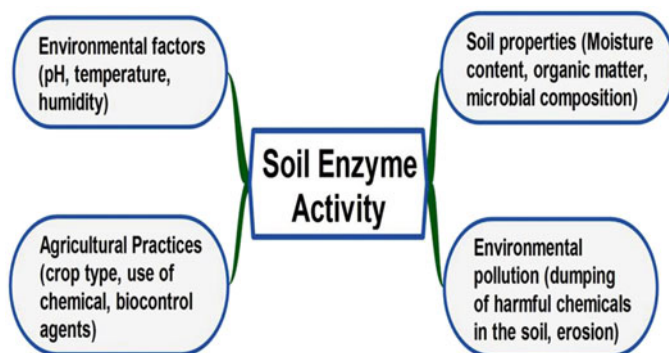 Environmental factors
(pH, temperature,
humidity)
Soil properties (Moisture
content, organic matter,
microbial composition)
Soil Enzyme
Activity
Agricultural Practices
(crop type, use of
chemical, biocontrol
agents)
Environmental
pollution (dumping
of harmful chemicals
in the soil, erosion)